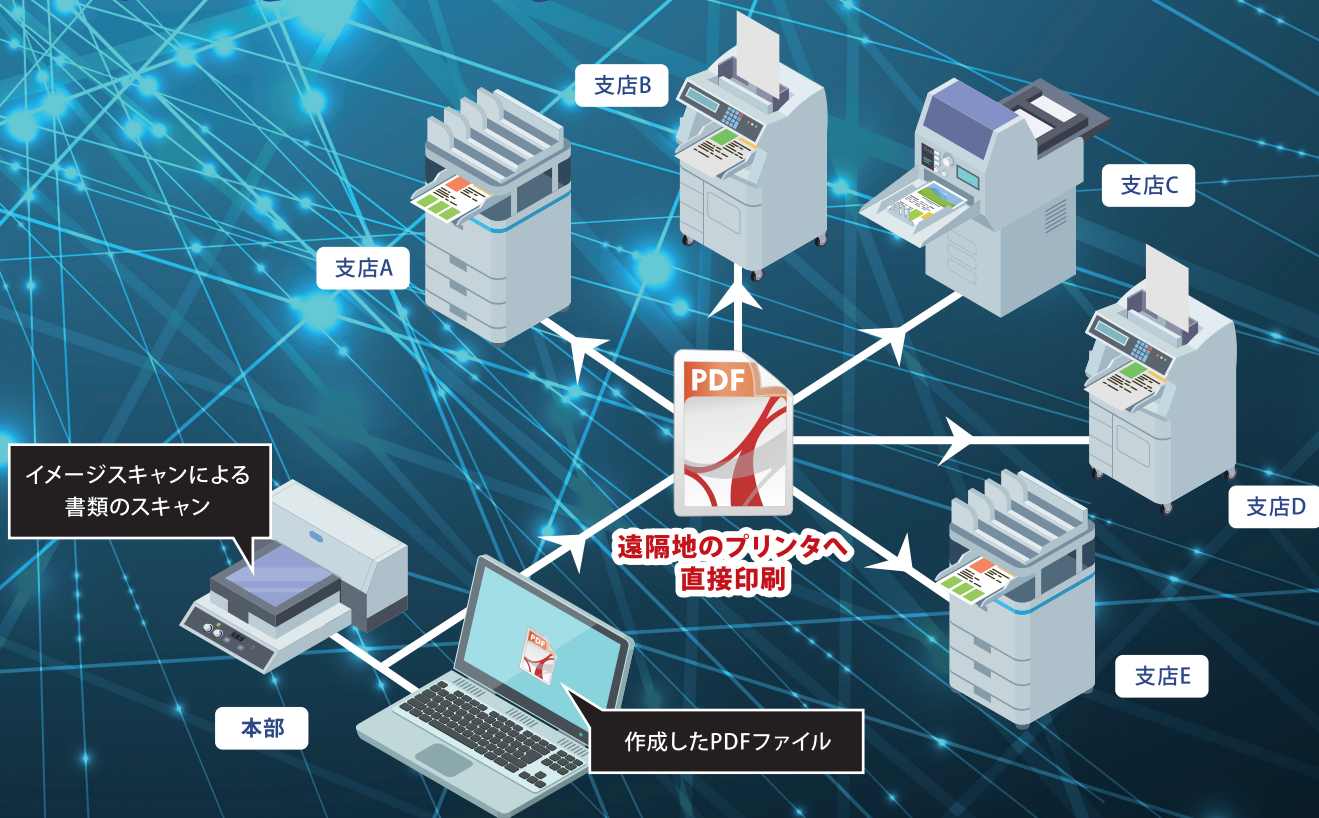 支店B
支店C
支店A
PDF
イメージスキャンによる
書類のスキャン
支店D
遠隔地のプリンタへ
直接印刷
PDF
支店E
本部
作成したPDFファイル